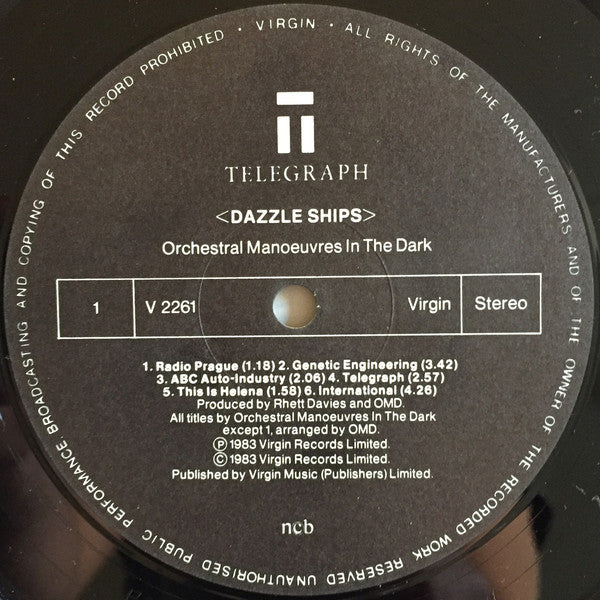 ALL RIGHTS OF THE MANUFACTURERS AND OF THE OWNER OF THE RECORDED WORK RESERVED UNAUTHORISED PUBLIC PERFORMANCE BROADCASTING AND COPYING OF THIS RECORD PROHIBITED • VIRGIN •
TELEGRAPH
<DAZZLE SHIPS>
Orchestral Manoeuvres In The Dark
1 V 2261 Virgin Stereo
1. Radio Prague (1.18) 2. Genetic Engineering (3.42)
3. ABC Auto-Industry (2.06) 4. Telegraph (2.57)
5. This Is Helena (1.58) 6. International (4.26)
Produced by Rhett Davies and OMD.
All titles by Orchestral Manoeuvres In The Dark
except 1, arranged by OMD.
Ⓟ 1983 Virgin Records Limited.
© 1983 Virgin Records Limited.
Published by Virgin Music (Publishers) Limited.
ncb